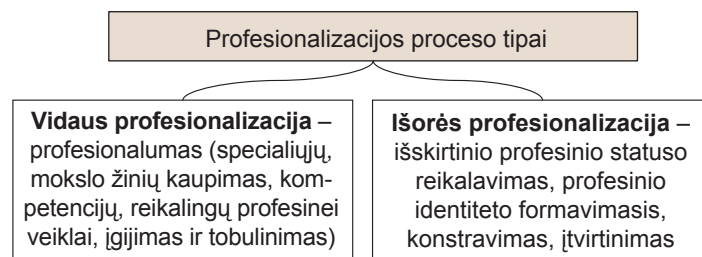 Profesionalizacijos proceso tipai
Vidaus profesionalizacija –
profesionalumas (specialiųjų,
mokslo žinių kaupimas, kom-
petencijų, reikalingų profesinei
veiklai, įgijimas ir tobulinimas)
Išorės profesionalizacija –
išskirtinio profesinio statuso
reikalavimas, profesinio
identiteto formavimasis,
konstravimas, įtvirtinimas